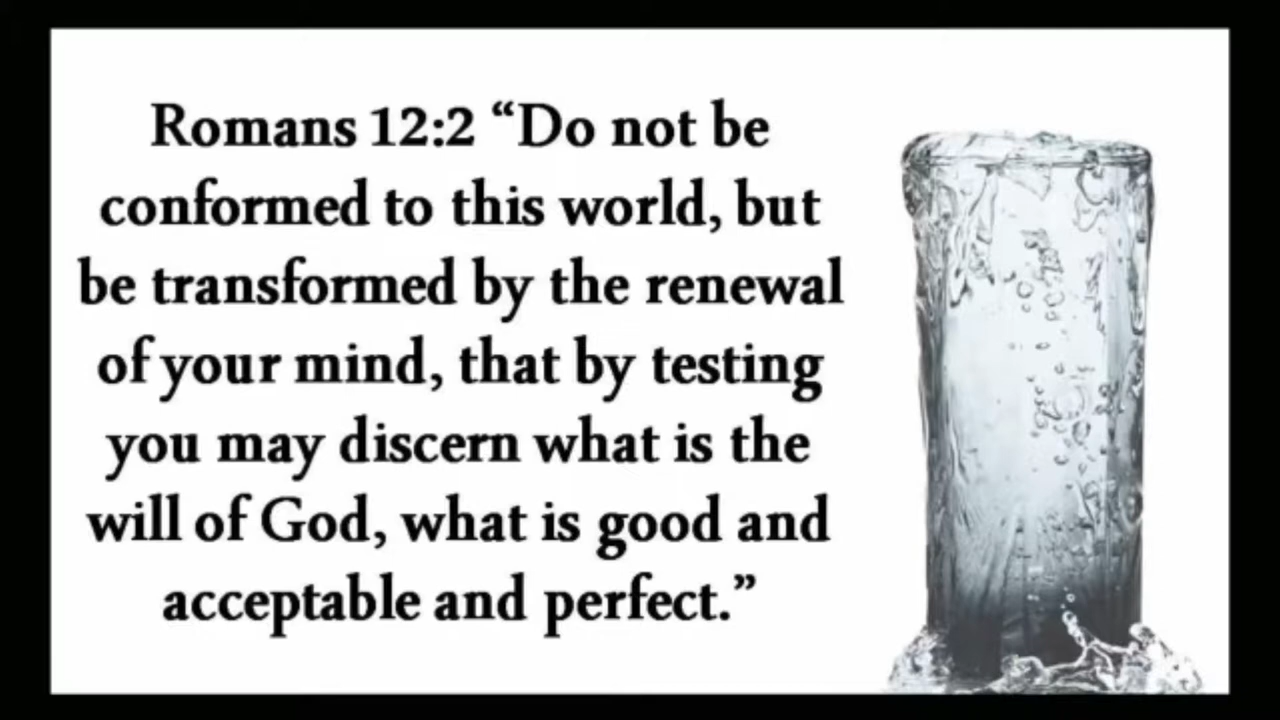 Romans 12:2 “Do not be
conformed to this world, but
be transformed by the renewal
of your mind, that by testing
you may discern what is the
will of God, what is good and
acceptable and perfect.”